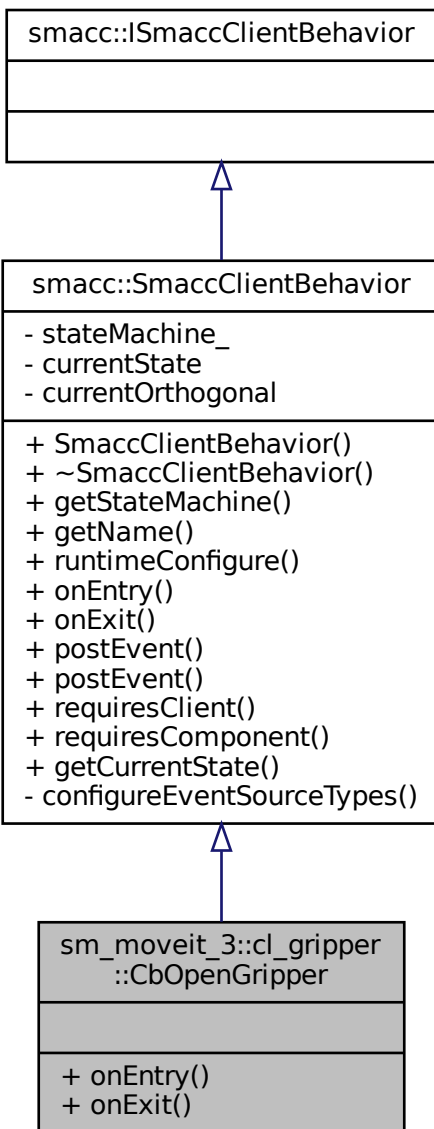 smacc::ISmaccClientBehavior
smacc::SmaccClientBehavior
- stateMachine_
- currentState
- currentOrthogonal
+ SmaccClientBehavior()
+ ~SmaccClientBehavior()
+ getStateMachine()
+ getName()
+ runtimeConfigure()
+ onEntry()
+ onExit()
+ postEvent()
+ postEvent()
+ requiresClient()
+ requiresComponent()
+ getCurrentState()
- configureEventSourceTypes()
sm_moveit_3::cl_gripper
::CbOpenGripper
+ onEntry()
+ onExit()